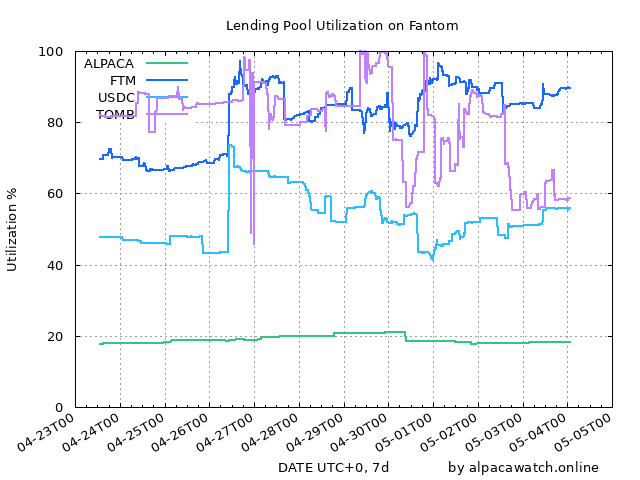 Lending Pool Utilization on Fantom
100
80
60
40
20
0
Utilization %
ALPACA
FTM
USDC
TOMB
04-23T00
04-24T00
04-25T00
04-26T00
04-27T00
04-28T00
04-29T00
04-30T00
05-01T00
05-02T00
05-03T00
05-04T00
05-05T00
DATE UTC+0, 7d
by alpacawatch.online